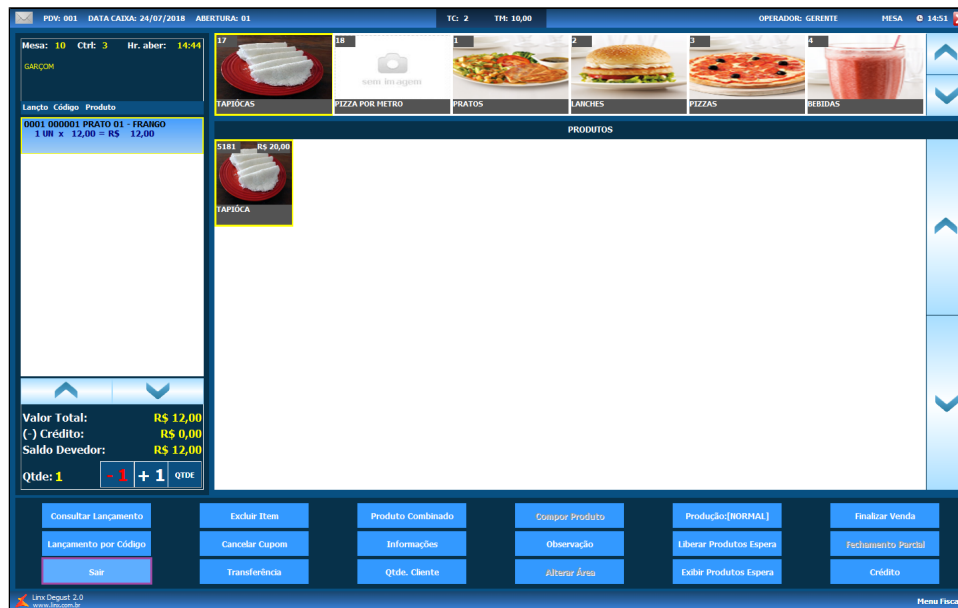 PDV: 001 DATA CAIXA: 24/07/2018 ABERTURA: 01 TC: 2 TM: 10,00 OPERADOR: GERENTE MESA 14:51
Mesa: 10 Ctrl: 3 Hr. aber: 14:44
GARÇOM
Lançto Código Produto
0001 000001 PRATO 01 - FRANGO
1 UN x 12,00 = R$ 12,00
17
TAPIÓCAS
18
sem imagem
PIZZA POR METRO
1
PRATOS
2
LANCHES
3
PIZZAS
4
BEBIDAS
PRODUTOS
5181 R$ 20,00
TAPIÓCA
Valor Total: R$ 12,00
(-) Crédito: R$ 0,00
Saldo Devedor: R$ 12,00
Qtde: 1 - 1 + 1 QTDE
Consultar Lançamento Excluir Item Produto Combinado Compor Produto Produção:[NORMAL] Finalizar Venda
Lançamento por Código Cancelar Cupom Informações Observação Liberar Produtos Espera Fechamento Parcial
Sair Transferência Qtde. Cliente Alterar Área Exibir Produtos Espera Crédito
Linx Degust 2.0
www.linx.com.br
Menu Fisca